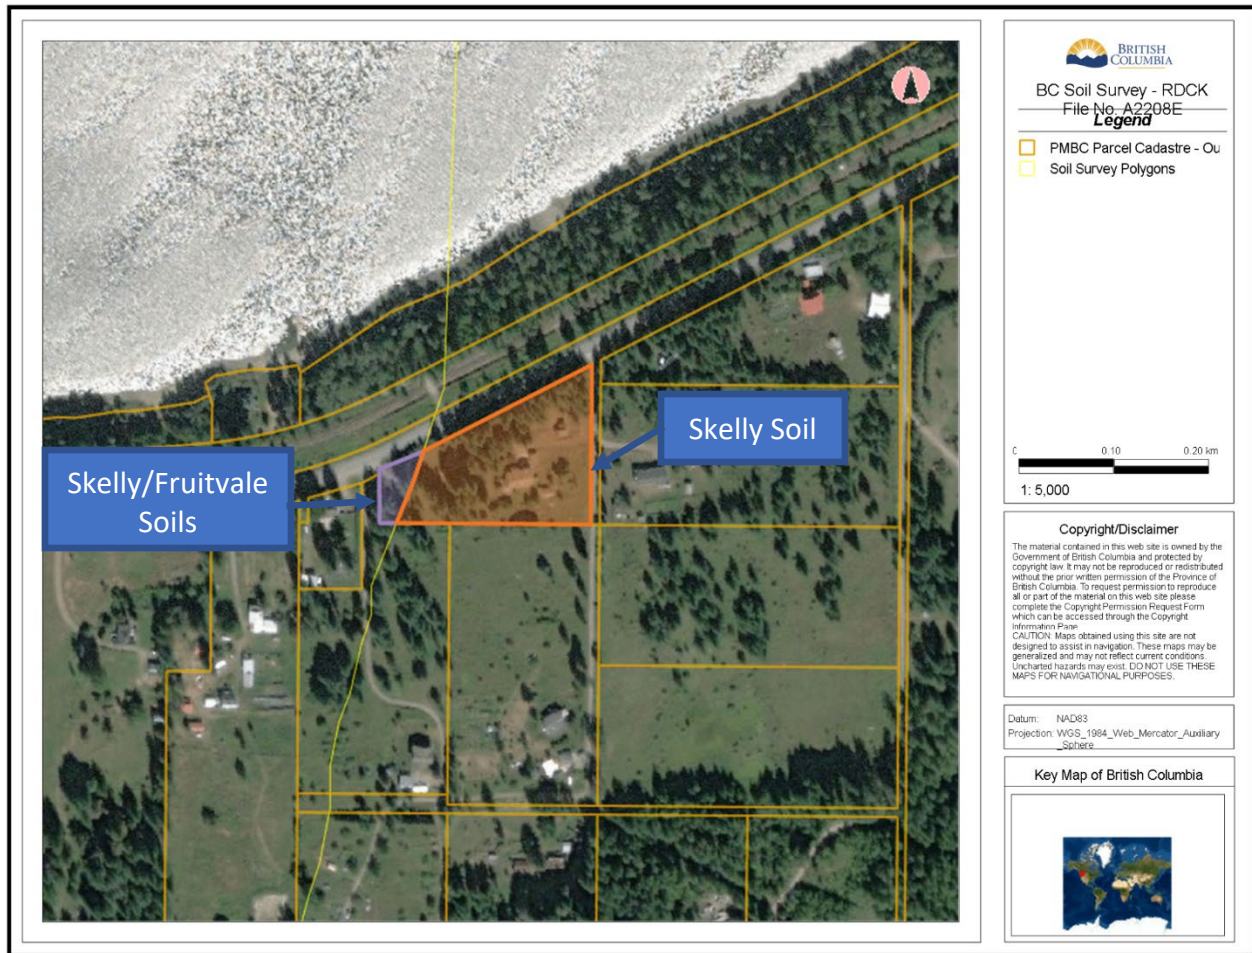 Skelly Soil
Skelly/Fruitvale
Soils
BRITISH
COLUMBIA
BC Soil Survey - RDCK
File No. A2208E
Legend
PMBC Parcel Cadastre - Ou
Soil Survey Polygons
0 0.10 0.20 km
1: 5,000
Copyright/Disclaimer
The material contained in this web site is owned by the
Government of British Columbia and protected by
copyright law. It may not be reproduced or redistributed
without the prior written permission of the Province of
British Columbia. To request permission to reproduce
all or part of the material on this web site please
complete the Copyright Permission Request Form
which can be accessed through the Copyright
Information Page.
CAUTION: Maps obtained using this site are not
designed to assist in navigation. These maps may be
generalized and may not reflect current conditions.
Uncharted hazards may exist. DO NOT USE THESE
MAPS FOR NAVIGATIONAL PURPOSES.
Datum: NAD83
Projection: WGS_1984_Web_Mercator_Auxiliary
_Sphere
Key Map of British Columbia